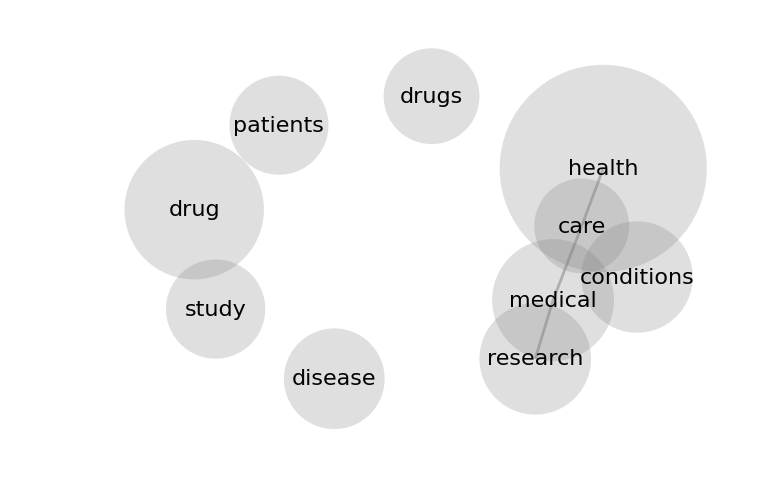 drugs
patients
health
drug
care
conditions
medical
study
research
disease